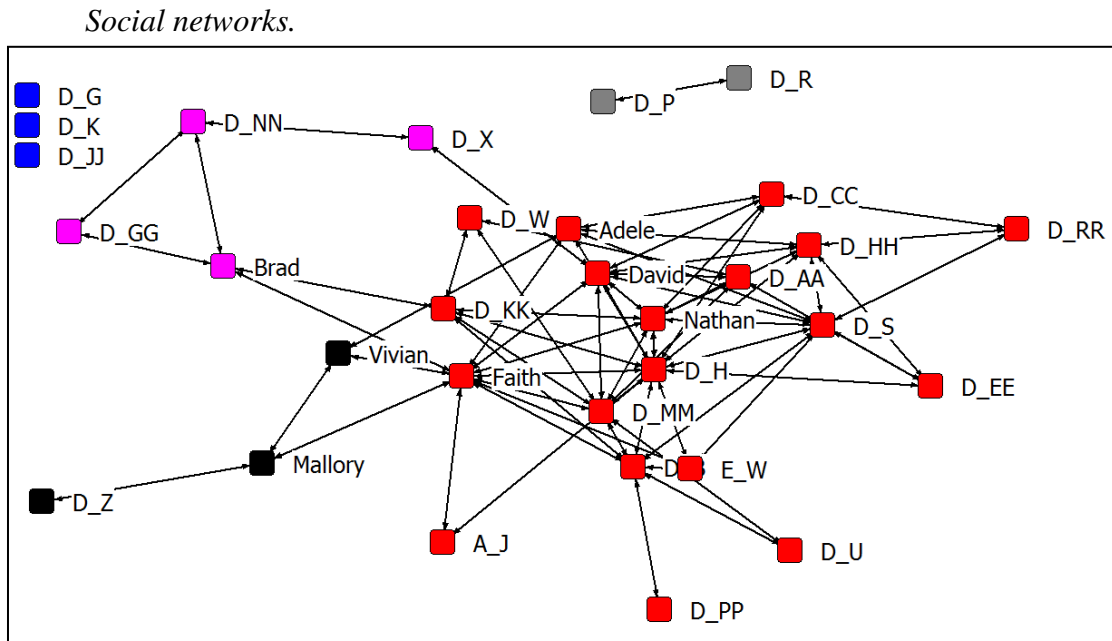 Social networks.
D_R
D_G
D_P
D_NN
D_K
D_X
D_JJ
D_CC
D_W
Adele
D_RR
D_GG
D_HH
Brad
David
D_AA
D_KK
Nathan
D_S
Vivian
Faith
D_H
D_EE
D_MM
Mallory
E_W
D_Z
A_J
D_U
D_PP